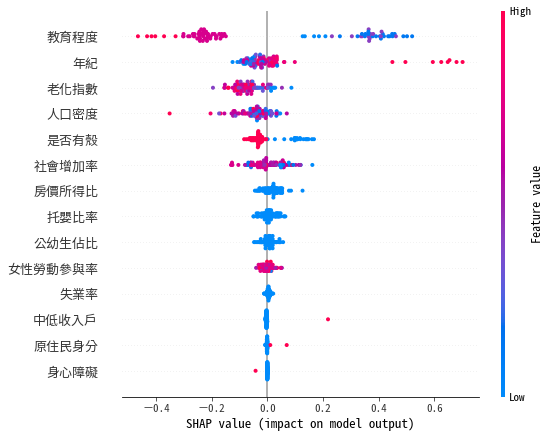 High
教育程度
年紀
老化指數
人口密度
是否有殼
社會增加率
房價所得比
托嬰比率
公幼生佔比
女性勞動參與率
失業率
中低收入戶
原住民身分
身心障礙
Feature value
Low
−0.4 −0.2 0.0 0.2 0.4 0.6
SHAP value (impact on model output)